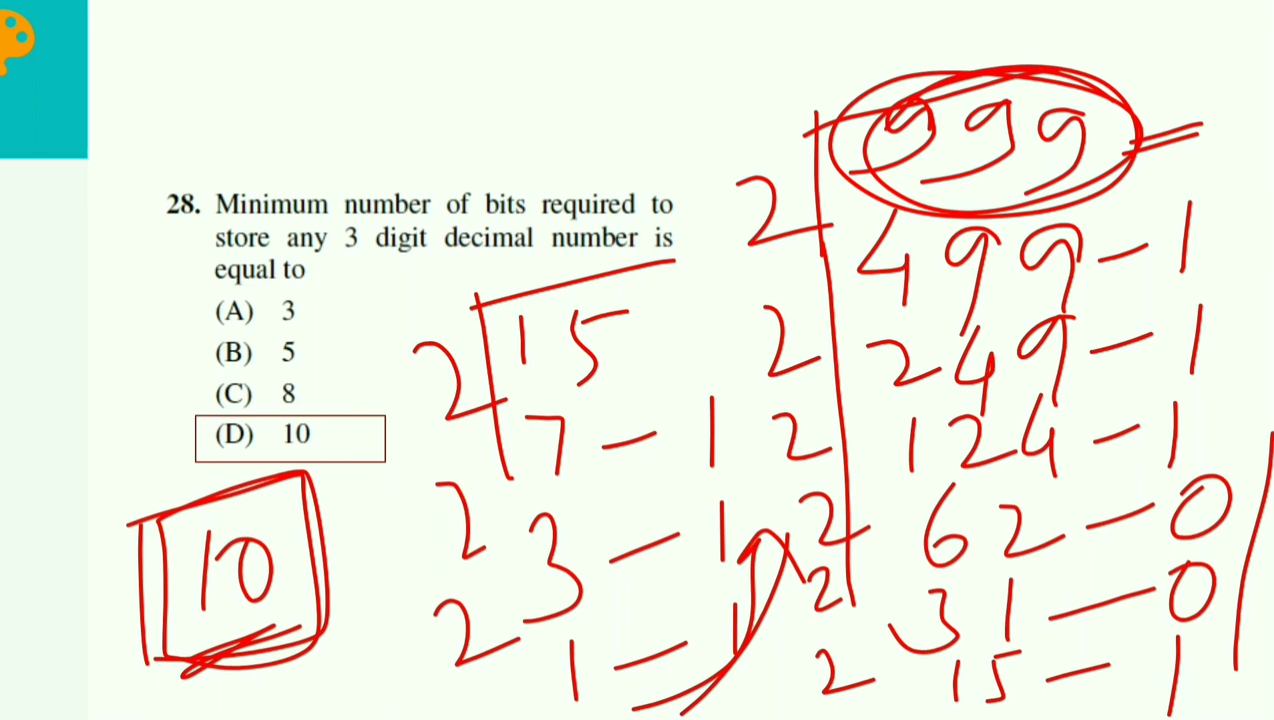 28. Minimum number of bits required to
store any 3 digit decimal number is
equal to
(A) 3
(B) 5
(C) 8
(D) 10
10
2 15
7 - 1
2 3 - 1
2 1 - 1
2 999 =
499 - 1
2 249 - 1
2 124 - 1
2 62 - 0
2 31 - 0
2 15 - 1